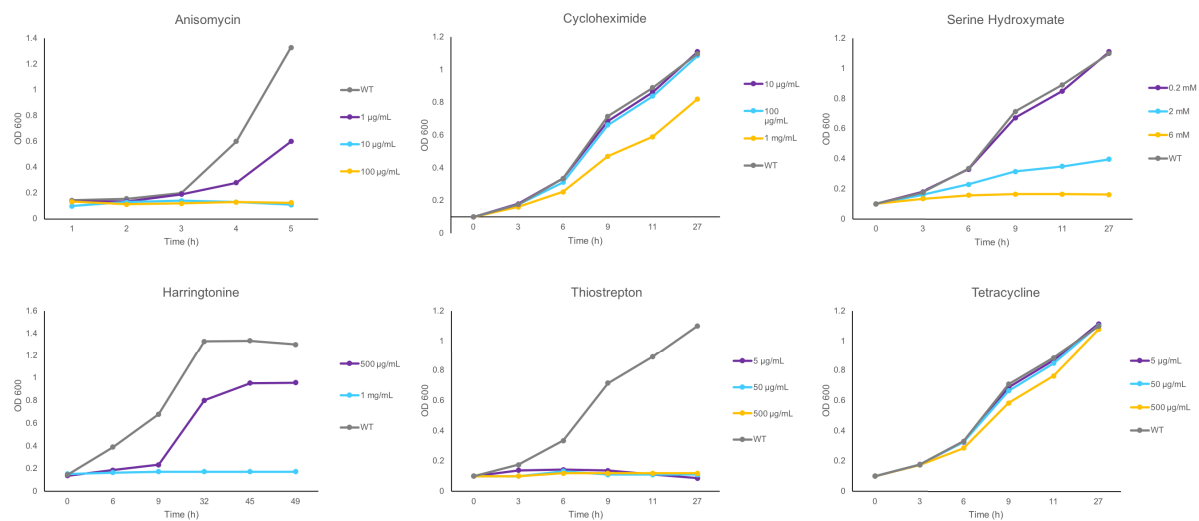 Anisomycin
1.4
1.2
1
0.8
0.6
0.4
0.2
0
OD 600
1 2 3 4 5
Time (h)
WT
1 µg/mL
10 µg/mL
100 µg/mL
Cycloheximide
1.2
1
0.8
0.6
0.4
0.2
0
OD 600
0 3 6 9 11 27
Time (h)
10 µg/mL
100
µg/mL
1 mg/mL
WT
Serine Hydroxymate
1.2
1
0.8
0.6
0.4
0.2
0
OD 600
0 3 6 9 11 27
Time (h)
0.2 mM
2 mM
6 mM
WT
Harringtonine
1.6
1.4
1.2
1
0.8
0.6
0.4
0.2
0
OD 600
0 6 9 32 45 49
Time (h)
500 µg/mL
1 mg/mL
WT
Thiostrepton
1.2
1
0.8
0.6
0.4
0.2
0
OD 600
0 3 6 9 11 27
Time (h)
5 µg/mL
50 µg/mL
500 µg/mL
WT
Tetracycline
1.2
1
0.8
0.6
0.4
0.2
0
OD 600
0 3 6 9 11 27
Time (h)
5 µg/mL
50 µg/mL
500 µg/mL
WT